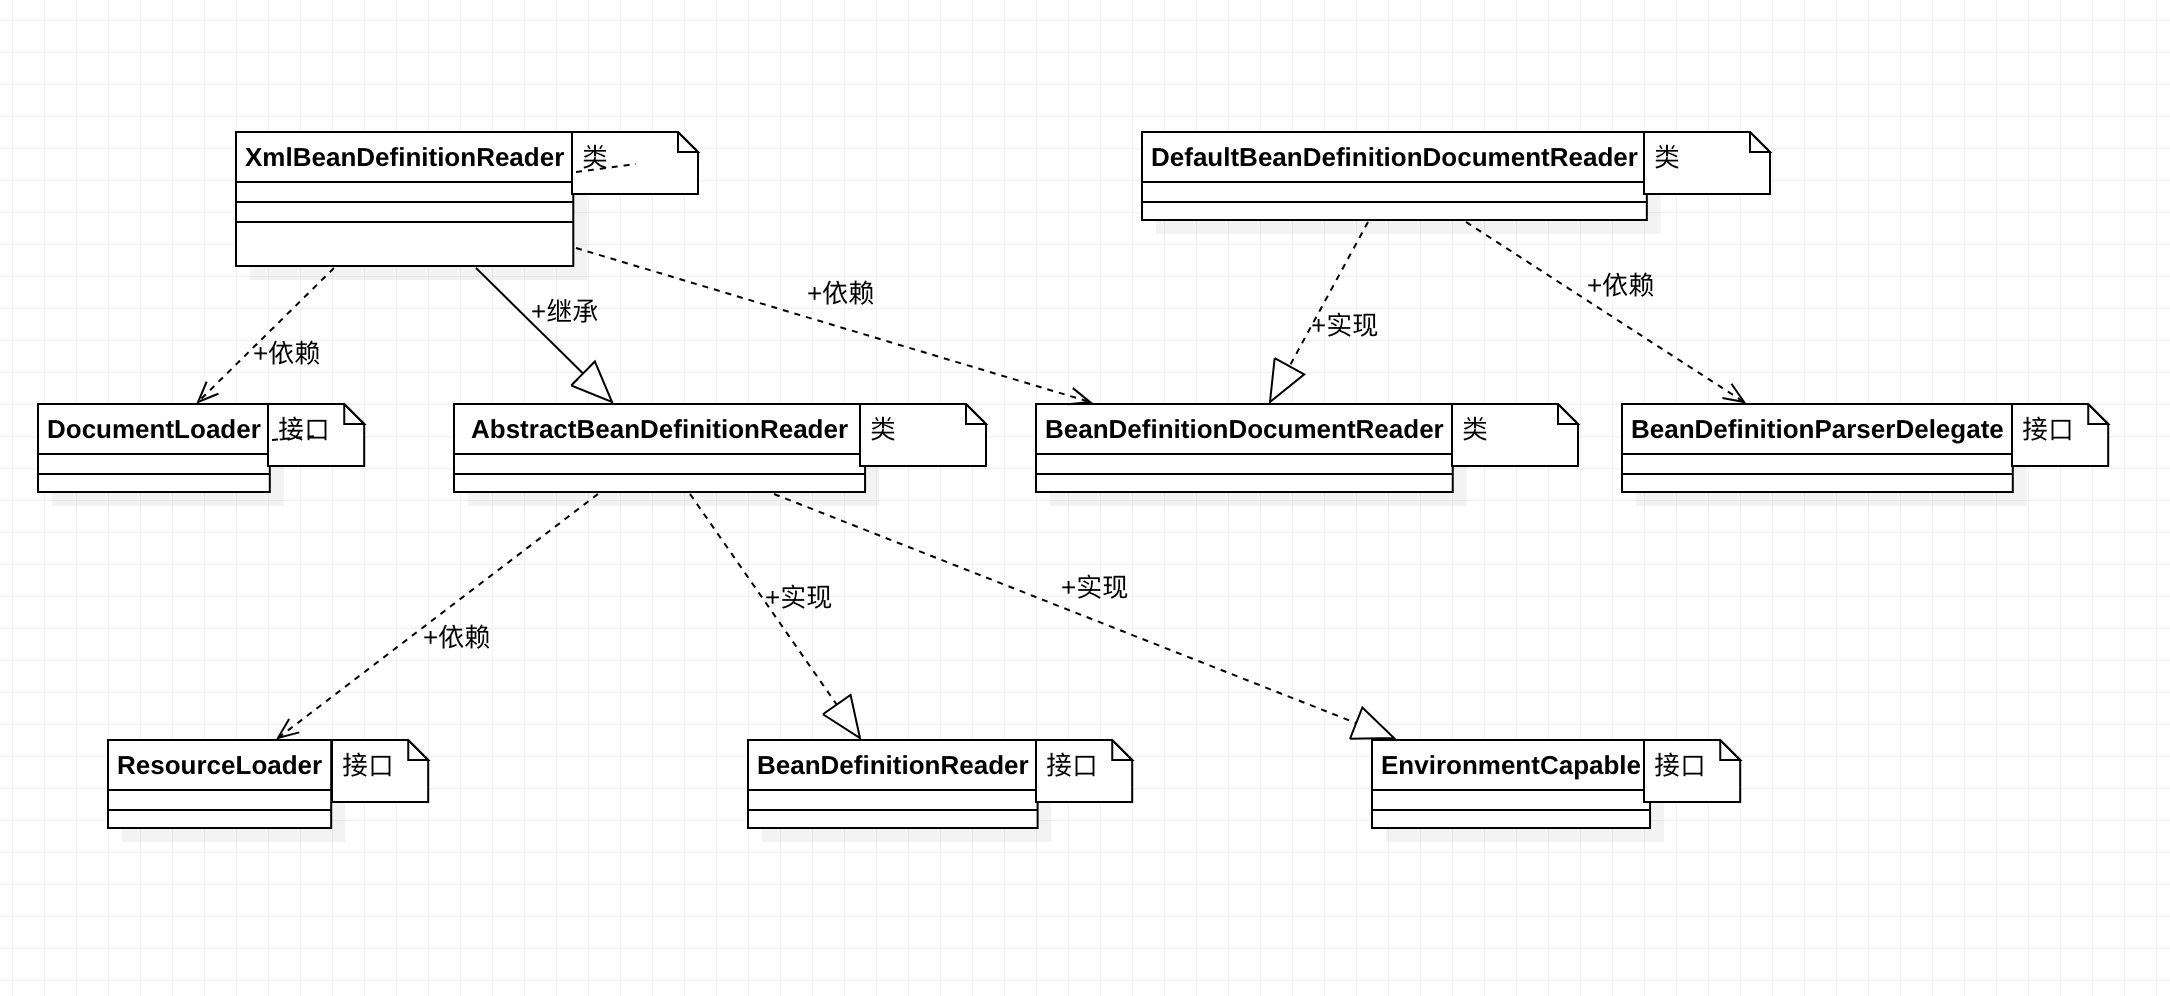 XmlBeanDefinitionReader
类
DefaultBeanDefinitionDocumentReader
类
+依赖
+继承
+依赖
+实现
+依赖
DocumentLoader
接口
AbstractBeanDefinitionReader
类
BeanDefinitionDocumentReader
类
BeanDefinitionParserDelegate
接口
+依赖
+实现
+实现
ResourceLoader
接口
BeanDefinitionReader
接口
EnvironmentCapable
接口